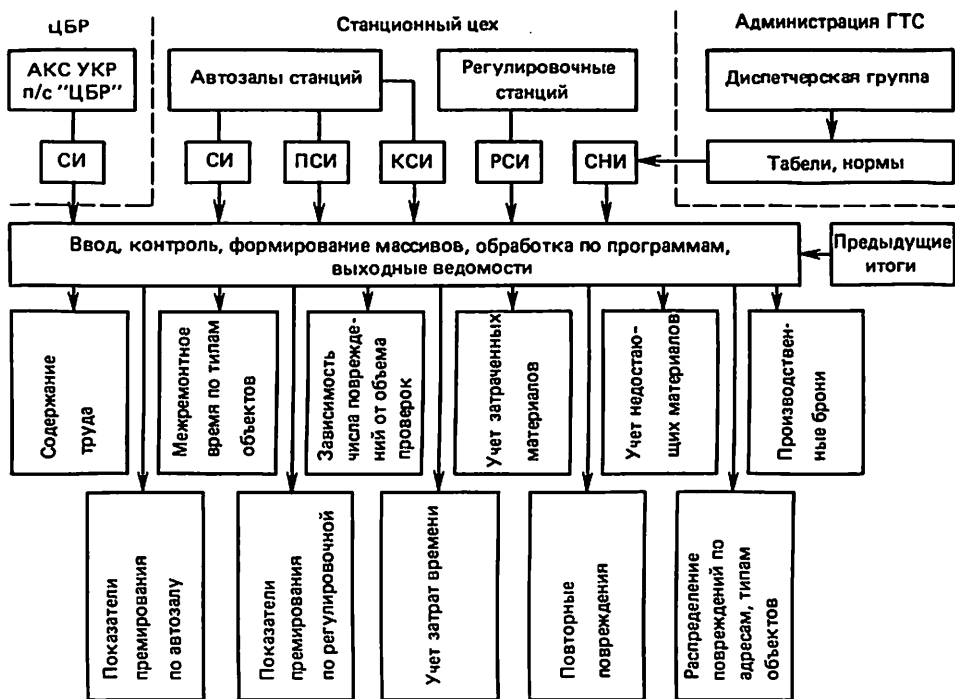 ЦБР
Станционный цех
Администрация ГТС
АКС УКР
п/с "ЦБР"
Автозалы станций
Регулировочные
станций
Диспетчерская группа
СИ
СИ
ПСИ
КСИ
РСИ
СНИ
Табели, нормы
Ввод, контроль, формирование массивов, обработка по программам,
выходные ведомости
Предыдущие
итоги
Содержание
труда
Межремонтное
время по типам
объектов
Зависимость
числа поврежде-
ний от объема
проверок
Учет затраченных
материалов
Учет недостаю-
щих материалов
Производствен-
ные брони
Показатели
премирования
по автозалу
Показатели
премирования
по регулировочной
Учет затрат времени
Повторные
повреждения
Распределение
повреждений по
адресам, типам
объектов